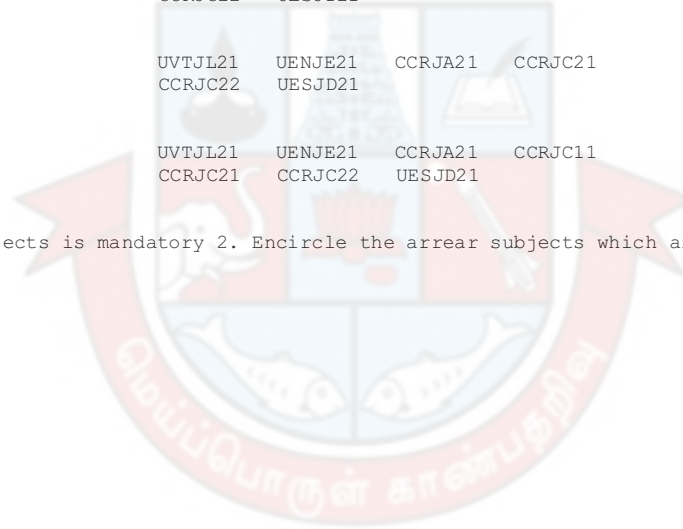 UVTJL21 UENJE21 CCRJA21 CCRJC21
CCRJC22 UESJD21
UVTJL21 UENJE21 CCRJA21 CCRJC11
CCRJC21 CCRJC22 UESJD21
ects is mandatory 2. Encircle the arrear subjects which a
மெய்ப்பொருள் காண்பதறிவு